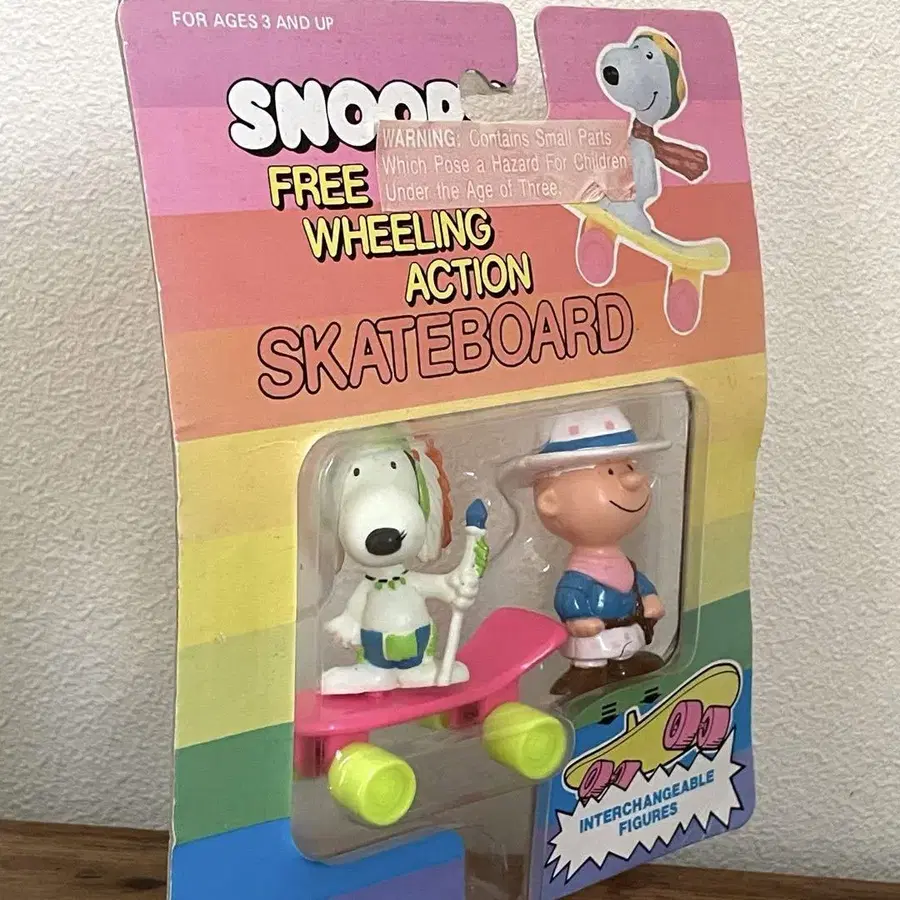 FOR AGES 3 AND UP
SNOOPY
WARNING: Contains Small Parts
Which Pose a Hazard For Children
Under the Age of Three.
FREE
WHEELING
ACTION
SKATEBOARD
INTERCHANGEABLE
FIGURES